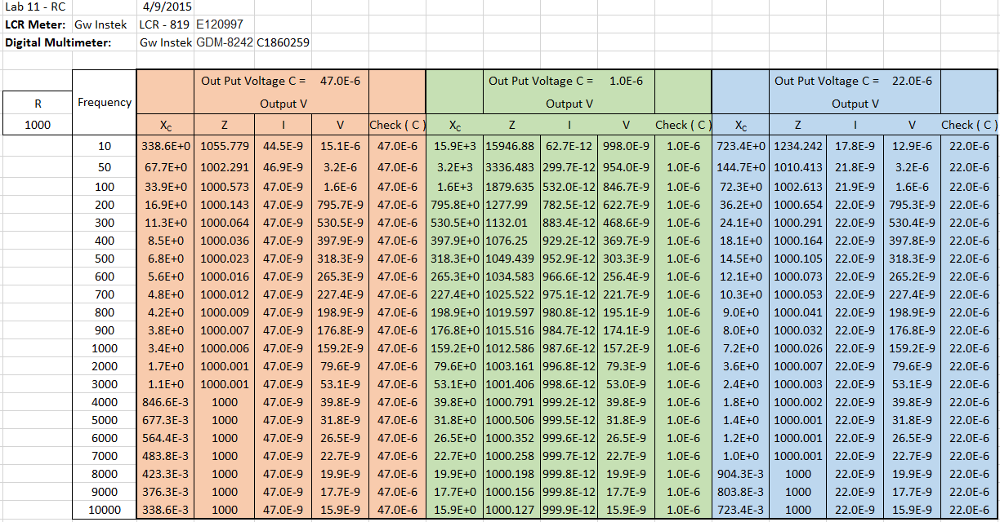 Lab 11 - RC 4/9/2015
LCR Meter: Gw Instek LCR - 819 E120997
Digital Multimeter: Gw Instek GDM-8242 C1860259
Out Put Voltage C = 47.0E-6 Out Put Voltage C = 1.0E-6 Out Put Voltage C = 22.0E-6
R Frequency Output V Output V Output V
1000 XC Z I V Check ( C ) XC Z I V Check ( C ) XC Z I V Check ( C )
10 338.6E+0 1055.779 44.5E-9 15.1E-6 47.0E-6 15.9E+3 15946.88 62.7E-12 998.0E-9 1.0E-6 723.4E+0 1234.242 17.8E-9 12.9E-6 22.0E-6
50 67.7E+0 1002.291 46.9E-9 3.2E-6 47.0E-6 3.2E+3 3336.483 299.7E-12 954.0E-9 1.0E-6 144.7E+0 1010.413 21.8E-9 3.2E-6 22.0E-6
100 33.9E+0 1000.573 47.0E-9 1.6E-6 47.0E-6 1.6E+3 1879.635 532.0E-12 846.7E-9 1.0E-6 72.3E+0 1002.613 21.9E-9 1.6E-6 22.0E-6
200 16.9E+0 1000.143 47.0E-9 795.7E-9 47.0E-6 795.8E+0 1277.99 782.5E-12 622.7E-9 1.0E-6 36.2E+0 1000.654 22.0E-9 795.3E-9 22.0E-6
300 11.3E+0 1000.064 47.0E-9 530.5E-9 47.0E-6 530.5E+0 1132.01 883.4E-12 468.6E-9 1.0E-6 24.1E+0 1000.291 22.0E-9 530.4E-9 22.0E-6
400 8.5E+0 1000.036 47.0E-9 397.9E-9 47.0E-6 397.9E+0 1076.25 929.2E-12 369.7E-9 1.0E-6 18.1E+0 1000.164 22.0E-9 397.8E-9 22.0E-6
500 6.8E+0 1000.023 47.0E-9 318.3E-9 47.0E-6 318.3E+0 1049.439 952.9E-12 303.3E-9 1.0E-6 14.5E+0 1000.105 22.0E-9 318.3E-9 22.0E-6
600 5.6E+0 1000.016 47.0E-9 265.3E-9 47.0E-6 265.3E+0 1034.583 966.6E-12 256.4E-9 1.0E-6 12.1E+0 1000.073 22.0E-9 265.2E-9 22.0E-6
700 4.8E+0 1000.012 47.0E-9 227.4E-9 47.0E-6 227.4E+0 1025.522 975.1E-12 221.7E-9 1.0E-6 10.3E+0 1000.053 22.0E-9 227.4E-9 22.0E-6
800 4.2E+0 1000.009 47.0E-9 198.9E-9 47.0E-6 198.9E+0 1019.597 980.8E-12 195.1E-9 1.0E-6 9.0E+0 1000.041 22.0E-9 198.9E-9 22.0E-6
900 3.8E+0 1000.007 47.0E-9 176.8E-9 47.0E-6 176.8E+0 1015.516 984.7E-12 174.1E-9 1.0E-6 8.0E+0 1000.032 22.0E-9 176.8E-9 22.0E-6
1000 3.4E+0 1000.006 47.0E-9 159.2E-9 47.0E-6 159.2E+0 1012.586 987.6E-12 157.2E-9 1.0E-6 7.2E+0 1000.026 22.0E-9 159.2E-9 22.0E-6
2000 1.7E+0 1000.001 47.0E-9 79.6E-9 47.0E-6 79.6E+0 1003.161 996.8E-12 79.3E-9 1.0E-6 3.6E+0 1000.007 22.0E-9 79.6E-9 22.0E-6
3000 1.1E+0 1000.001 47.0E-9 53.1E-9 47.0E-6 53.1E+0 1001.406 998.6E-12 53.0E-9 1.0E-6 2.4E+0 1000.003 22.0E-9 53.1E-9 22.0E-6
4000 846.6E-3 1000 47.0E-9 39.8E-9 47.0E-6 39.8E+0 1000.791 999.2E-12 39.8E-9 1.0E-6 1.8E+0 1000.002 22.0E-9 39.8E-9 22.0E-6
5000 677.3E-3 1000 47.0E-9 31.8E-9 47.0E-6 31.8E+0 1000.506 999.5E-12 31.8E-9 1.0E-6 1.4E+0 1000.001 22.0E-9 31.8E-9 22.0E-6
6000 564.4E-3 1000 47.0E-9 26.5E-9 47.0E-6 26.5E+0 1000.352 999.6E-12 26.5E-9 1.0E-6 1.2E+0 1000.001 22.0E-9 26.5E-9 22.0E-6
7000 483.8E-3 1000 47.0E-9 22.7E-9 47.0E-6 22.7E+0 1000.258 999.7E-12 22.7E-9 1.0E-6 1.0E+0 1000.001 22.0E-9 22.7E-9 22.0E-6
8000 423.3E-3 1000 47.0E-9 19.9E-9 47.0E-6 19.9E+0 1000.198 999.8E-12 19.9E-9 1.0E-6 904.3E-3 1000 22.0E-9 19.9E-9 22.0E-6
9000 376.3E-3 1000 47.0E-9 17.7E-9 47.0E-6 17.7E+0 1000.156 999.8E-12 17.7E-9 1.0E-6 803.8E-3 1000 22.0E-9 17.7E-9 22.0E-6
10000 338.6E-3 1000 47.0E-9 15.9E-9 47.0E-6 15.9E+0 1000.127 999.9E-12 15.9E-9 1.0E-6 723.4E-3 1000 22.0E-9 15.9E-9 22.0E-6